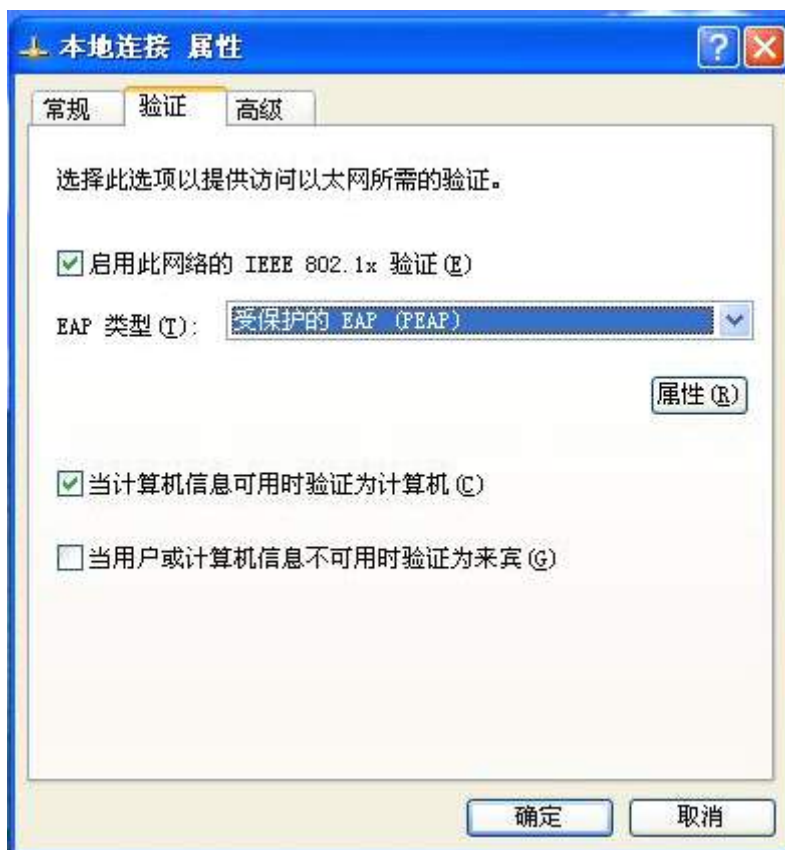 本地连接 属性
常规 验证 高级
选择此选项以提供访问以太网所需的验证。
启用此网络的 IEEE 802.1x 验证(E)
EAP 类型(T): 受保护的 EAP (PEAP)
属性(R)
当计算机信息可用时验证为计算机(C)
当用户或计算机信息不可用时验证为来宾(G)
确定 取消